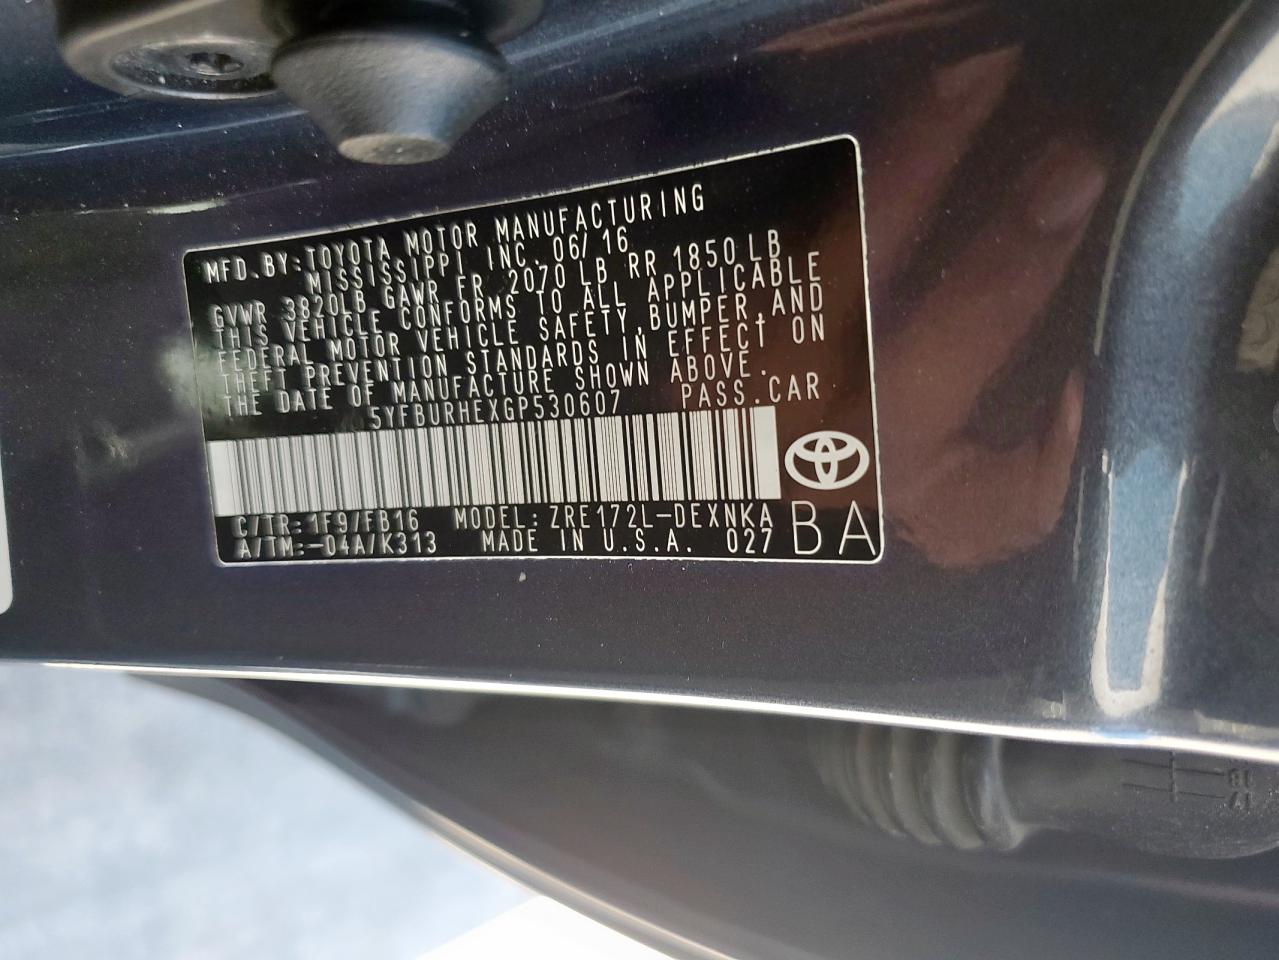 MFD. BY: TOYOTA MOTOR MANUFACTURING
MISSISSIPPI INC. 06/16
GVWR 3820LB GAWR FR 2070 LB RR 1850 LB
THIS VEHICLE CONFORMS TO ALL APPLICABLE
FEDERAL MOTOR VEHICLE SAFETY, BUMPER, AND
THEFT PREVENTION STANDARDS IN EFFECT ON
THE DATE OF MANUFACTURE SHOWN ABOVE.
5YFBURHEXGP530607 PASS. CAR
C/TR: 1F9/FB16 MODEL: ZRE172L-DEXNKA
A/TM: -04A/K313 MADE IN U.S.A. 027
BA
17
18